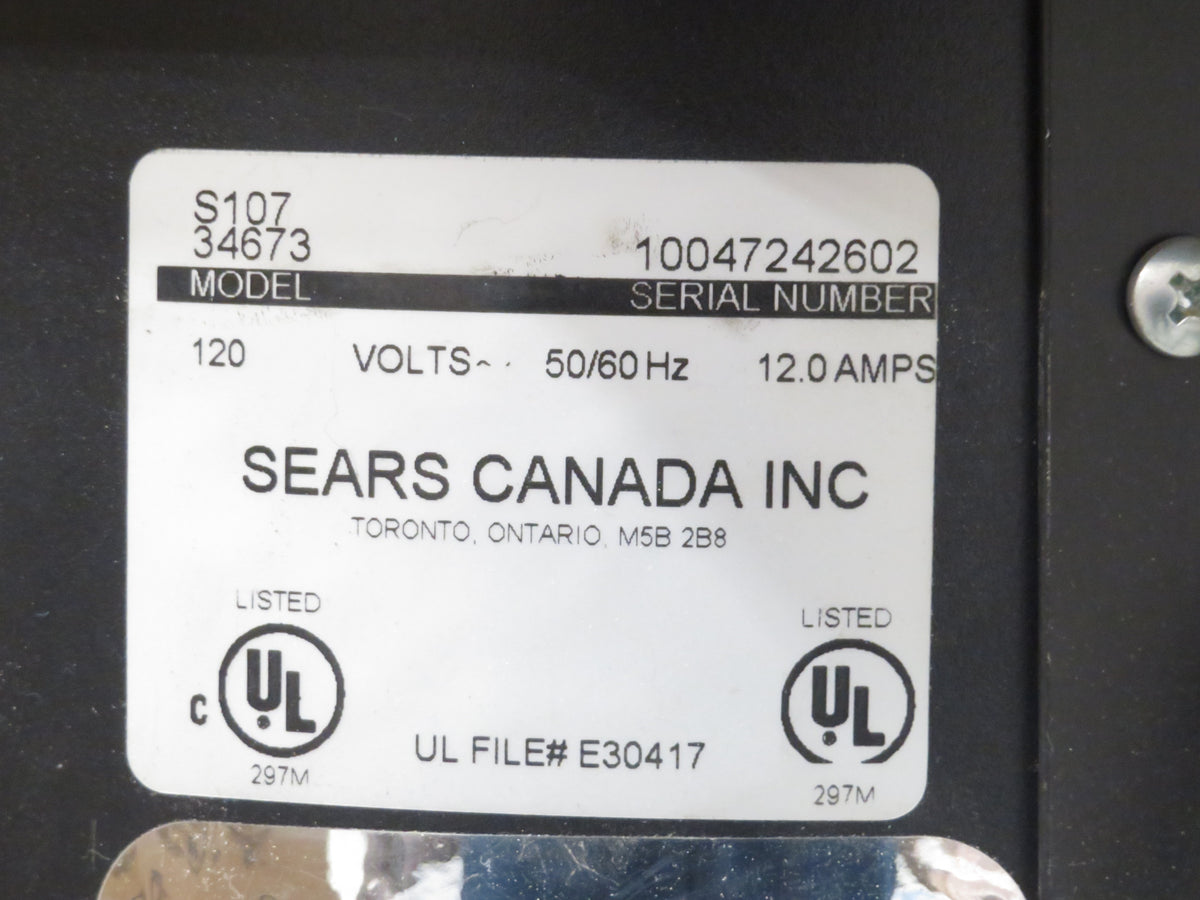 S107
34673 10047242602
MODEL SERIAL NUMBER
120 VOLTS~ 50/60 Hz 12.0 AMPS
SEARS CANADA INC
TORONTO, ONTARIO, M5B 2B8
LISTED LISTED
C UL UL
UL FILE# E30417
297M 297M